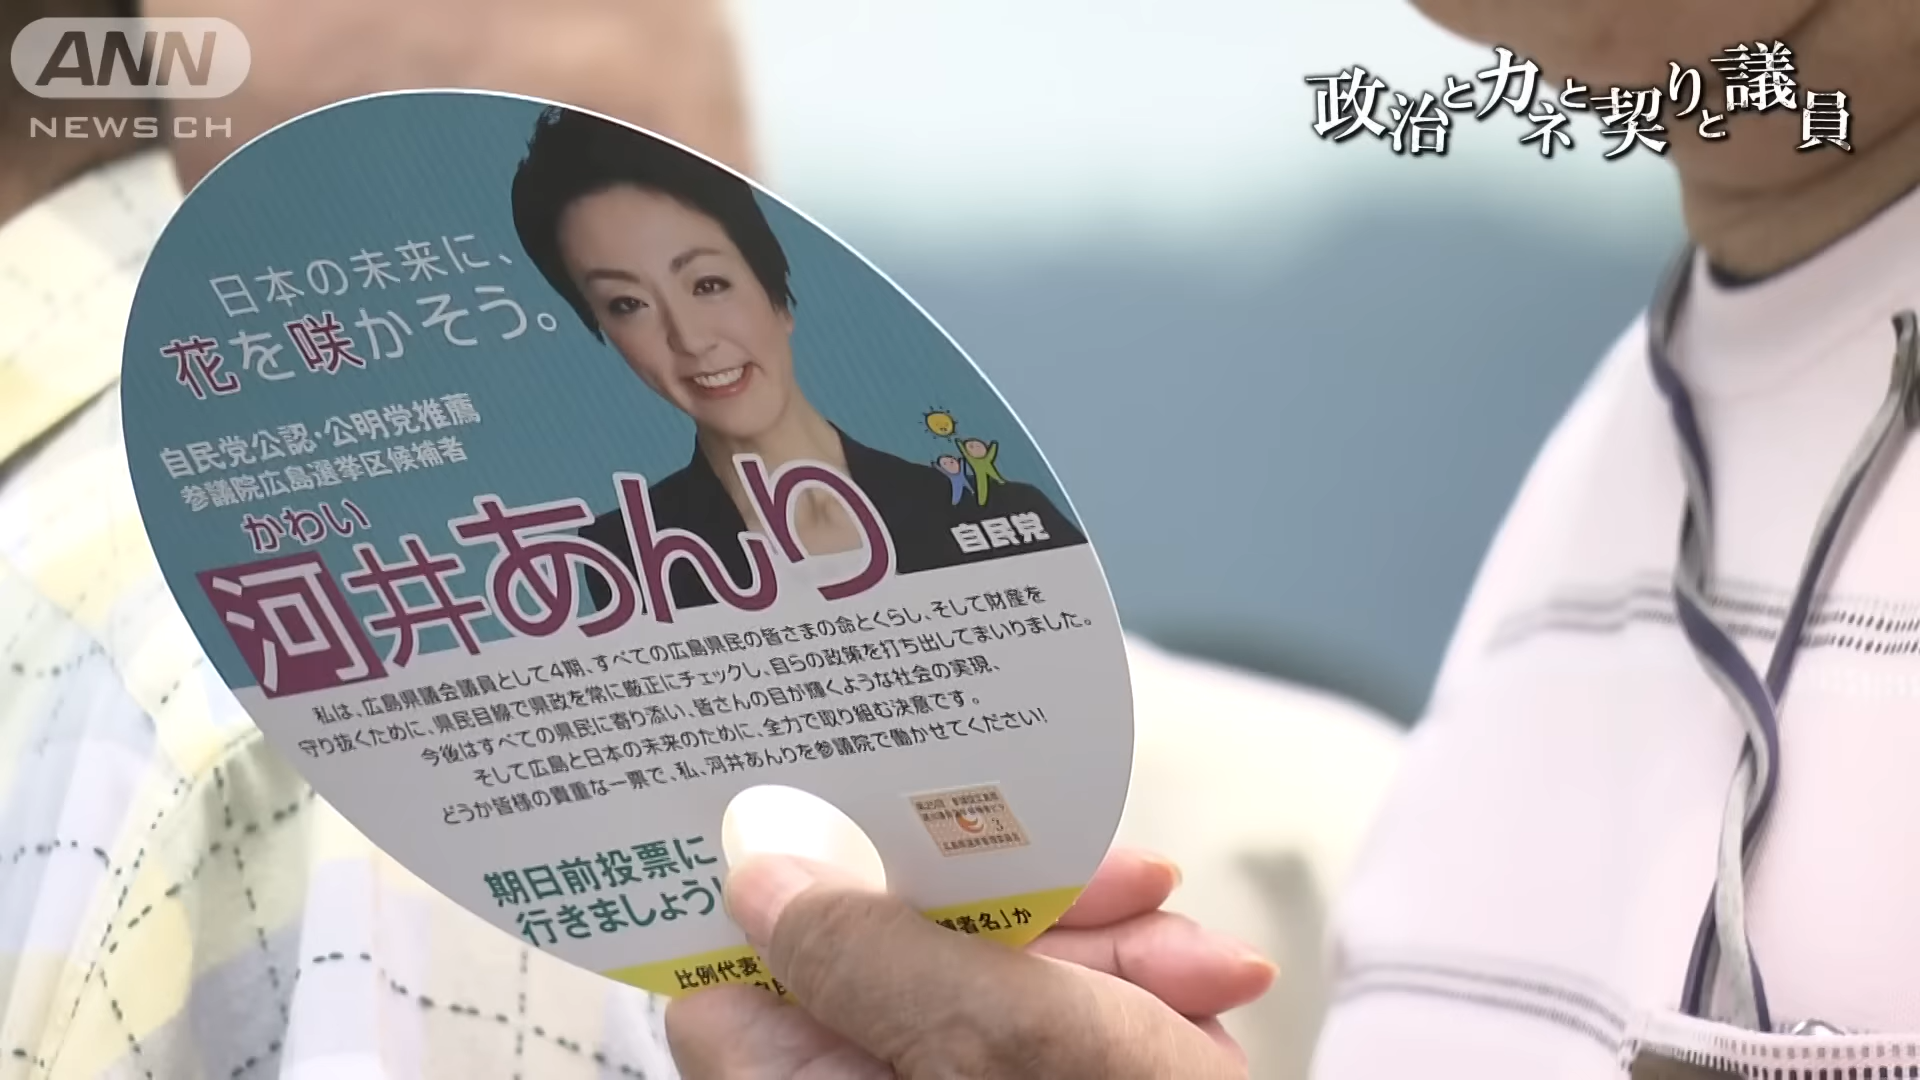 ANN
NEWS CH
政治とカネと契りと議員
日本の未来に、
花を咲かそう。
自民党公認・公明党推薦
参議院広島選挙区候補者
かわい
河井あんり
自民党
私は、広島県議会議員として4期、すべての広島県民の皆さまの命とくらし、そして財産を
守り抜くために、県民目線で県政を常に厳正にチェックし、自らの政策を打ち出してまいりました。
今後はすべての県民に寄り添い、皆さんの目が輝くような社会の実現、
そして広島と日本の未来のために、全力で取り組む決意です。
どうか皆様の貴重な一票で、私、河井あんりを参議院で働かせてください!
3
期日前投票に
行きましょう!
者名」か
比例代表